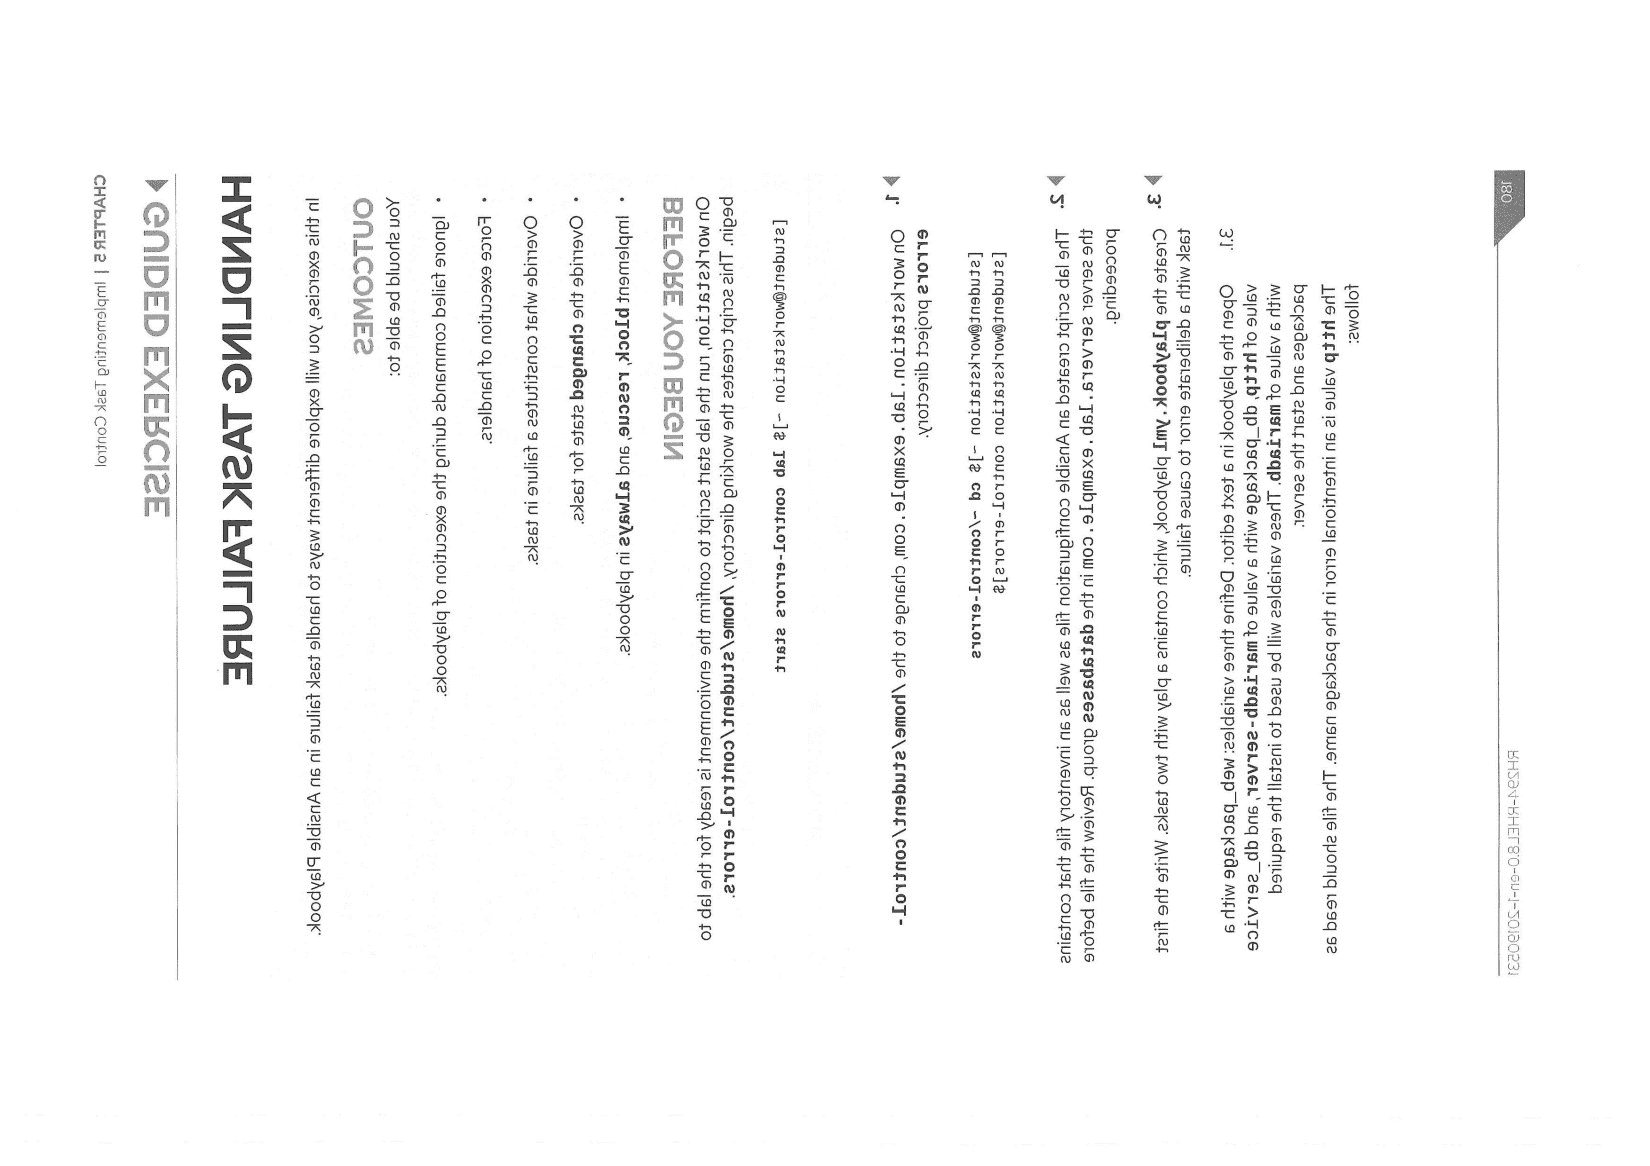 CHAPTER 5 | Implementing Task Control
▶ GUIDED EXERCISE
HANDLING TASK FAILURE
In this exercise, you will explore different ways to handle task failure in an Ansible Playbook.
OUTCOMES
You should be able to:
• Ignore failed commands during the execution of playbooks.
• Force execution of handlers.
• Override what constitutes a failure in tasks.
• Override the changed state for tasks.
• Implement block, rescue, and always in playbooks.
BEFORE YOU BEGIN
On workstation, run the lab start script to confirm the environment is ready for the lab to
begin. This script creates the working directory, /home/student/control-errors.
[student@workstation ~]$ lab control-errors start
▶ 1. On workstation.lab.example.com, change to the /home/student/control-
errors project directory.
[student@workstation ~]$ cd ~/control-errors
[student@workstation control-errors]$
▶ 2. The lab script created an Ansible configuration file as well as an inventory file that contains
the server servera.lab.example.com in the databases group. Review the file before
proceeding.
▶ 3. Create the playbook.yml playbook, which contains a play with two tasks. Write the first
task with a deliberate error to cause failure.
3.1. Open the playbook in a text editor. Define three variables: web_package with a
value of http, db_package with a value of mariadb-server, and db_service
with a value of mariadb. These variables will be used to install the required
packages and start the server.
The http value is an intentional error in the package name. The file should read as
follows:
180
RH294-RHEL8.0-en-1-20190531